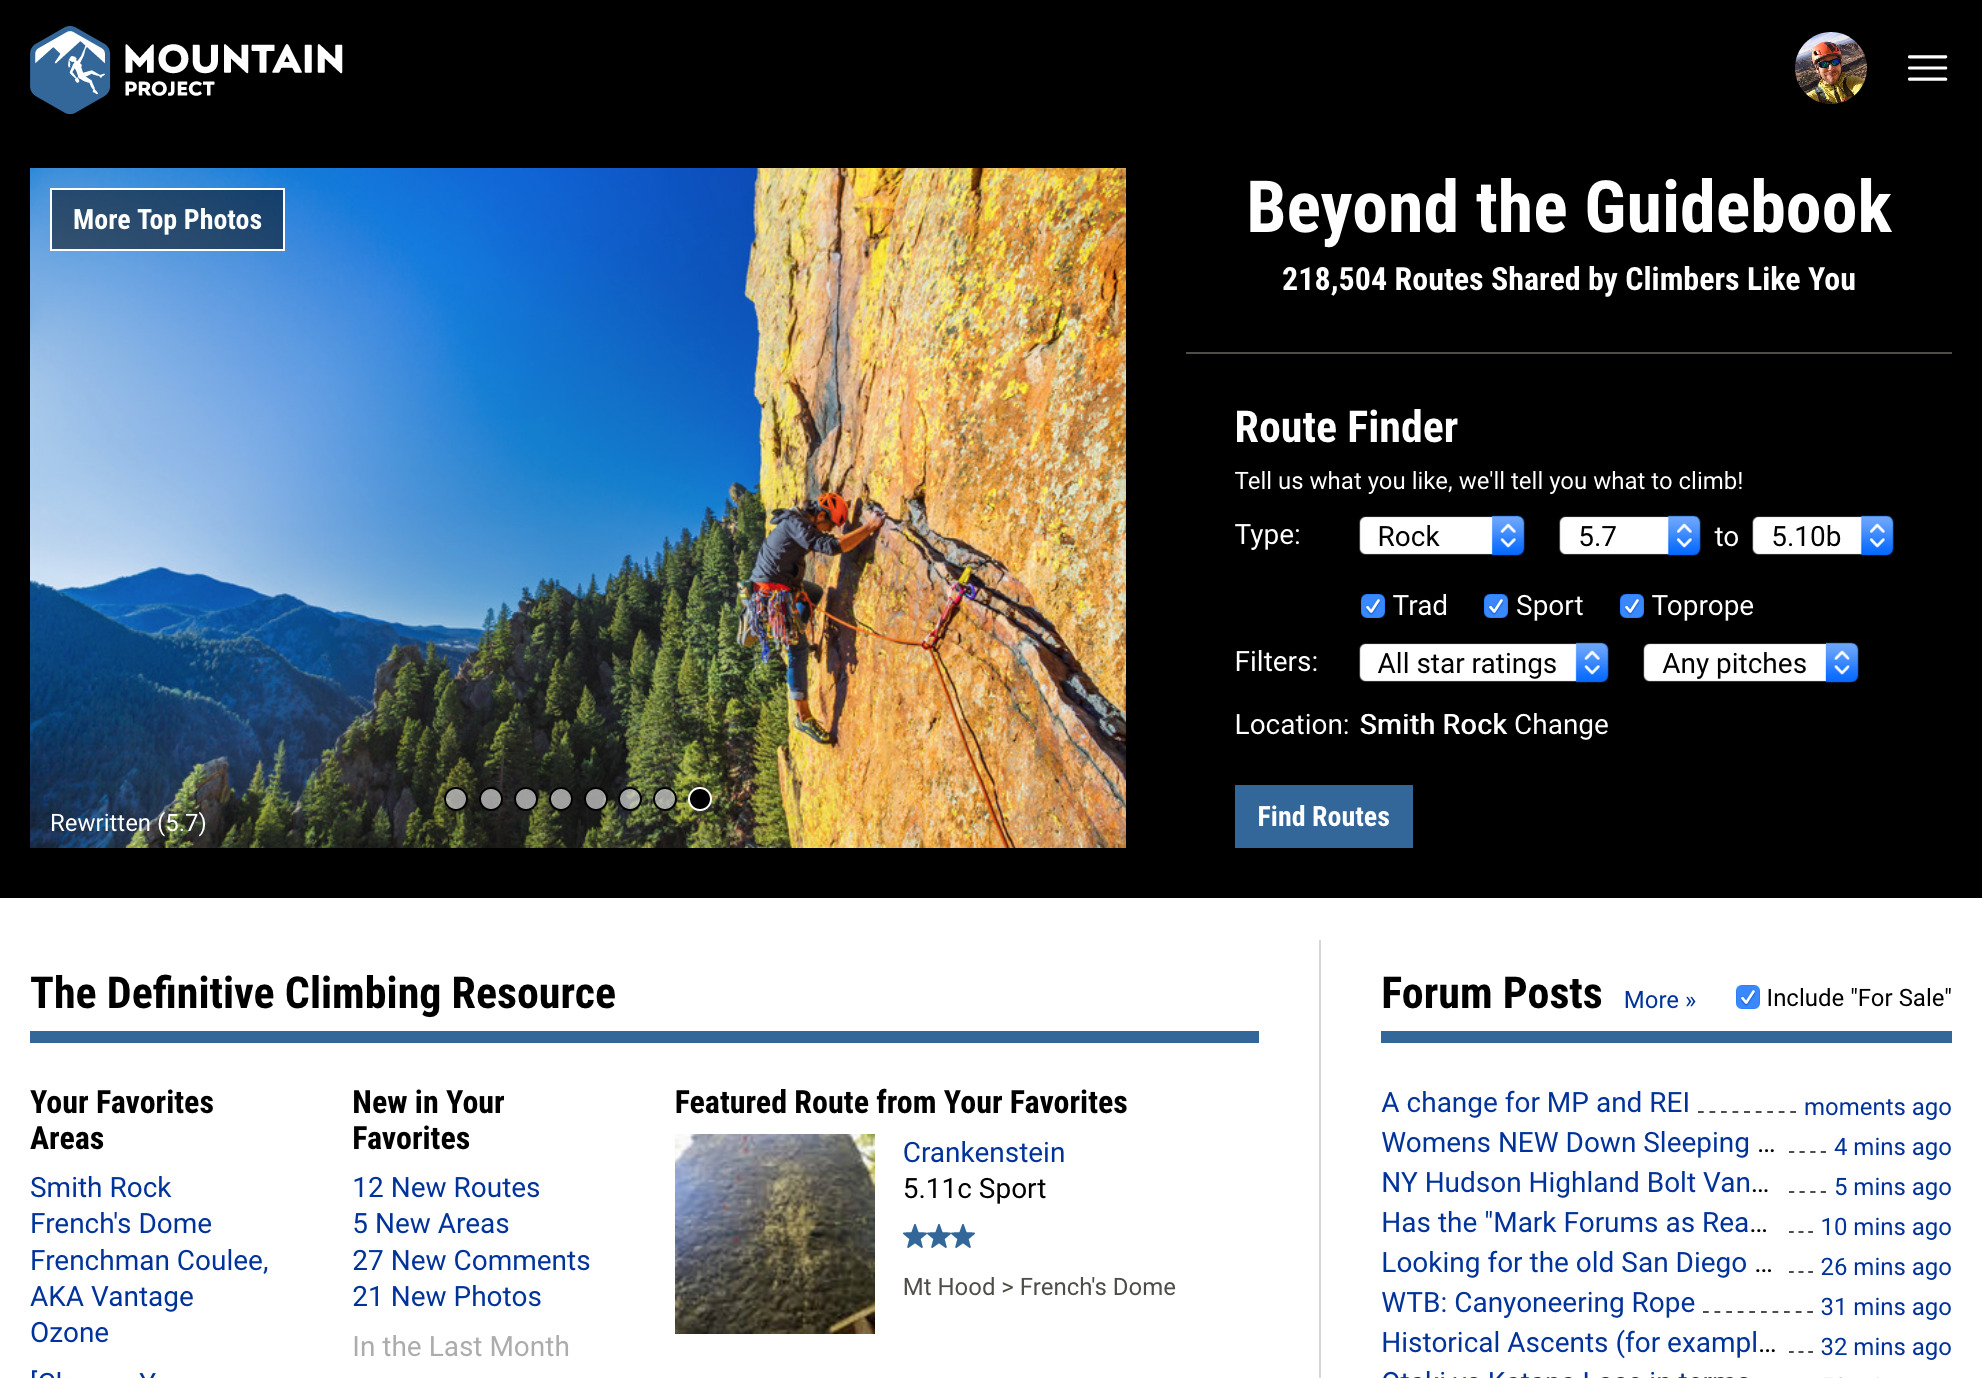 MOUNTAIN
PROJECT
More Top Photos
Rewritten (5.7)
Beyond the Guidebook
218,504 Routes Shared by Climbers Like You
Route Finder
Tell us what you like, we'll tell you what to climb!
Type: Rock 5.7 to 5.10b
Trad Sport Toprope
Filters: All star ratings Any pitches
Location: Smith Rock Change
Find Routes
The Definitive Climbing Resource
Your Favorites
Areas
Smith Rock
French's Dome
Frenchman Coulee,
AKA Vantage
Ozone
New in Your
Favorites
12 New Routes
5 New Areas
27 New Comments
21 New Photos
In the Last Month
Featured Route from Your Favorites
Crankenstein
5.11c Sport
Mt Hood > French's Dome
Forum Posts More » Include "For Sale"
A change for MP and REI moments ago
Womens NEW Down Sleeping ... 4 mins ago
NY Hudson Highland Bolt Van... 5 mins ago
Has the "Mark Forums as Rea... 10 mins ago
Looking for the old San Diego ... 26 mins ago
WTB: Canyoneering Rope 31 mins ago
Historical Ascents (for exampl... 32 mins ago